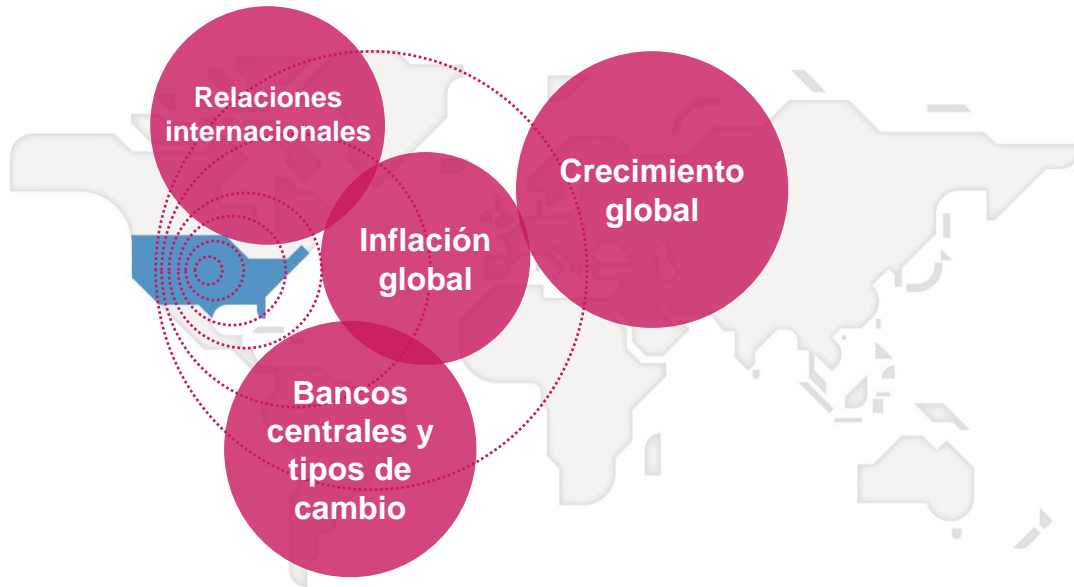 Relaciones
internacionales
Crecimiento
global
Inflación
global
Bancos
centrales y
tipos de
cambio